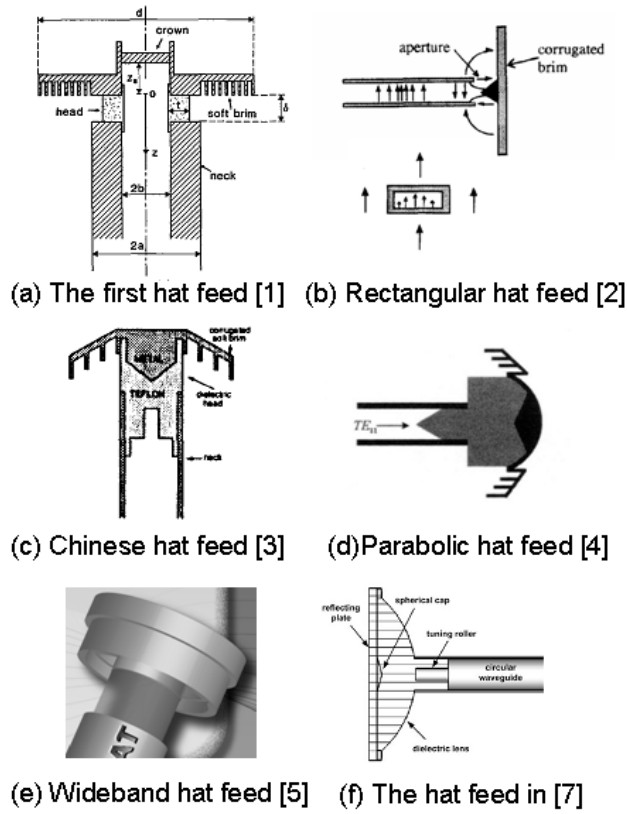 d
crown
z₀
0
head
t
soft brim
δ
z
neck
2b
2a
(a) The first hat feed [1]
aperture
corrugated
brim
(b) Rectangular hat feed [2]
corrugated
soft brim
METAL
dielectric
head
TEFLON
neck
(c) Chinese hat feed [3]
TE₁₁
(d)Parabolic hat feed [4]
AT
(e) Wideband hat feed [5]
reflecting
plate
spherical cap
tuning roller
circular
waveguide
dielectric lens
(f) The hat feed in [7]